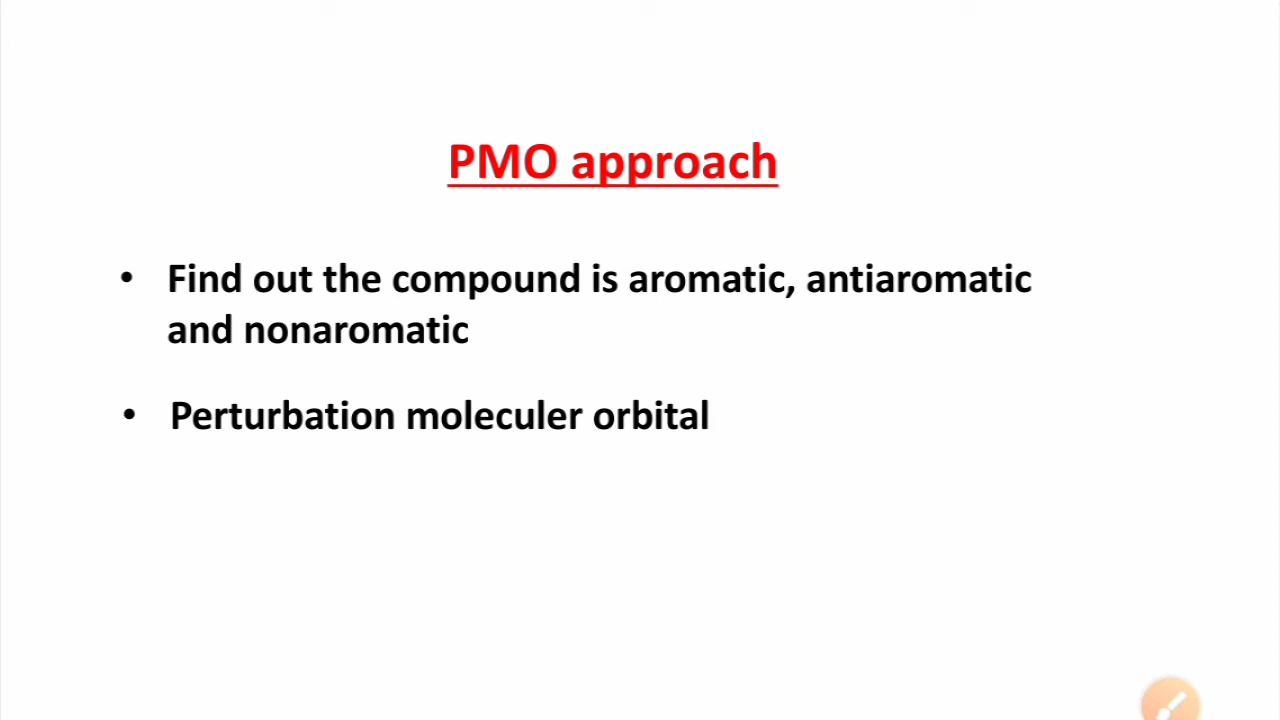 PMO approach
• Find out the compound is aromatic, antiaromatic
and nonaromatic
• Perturbation moleculer orbital